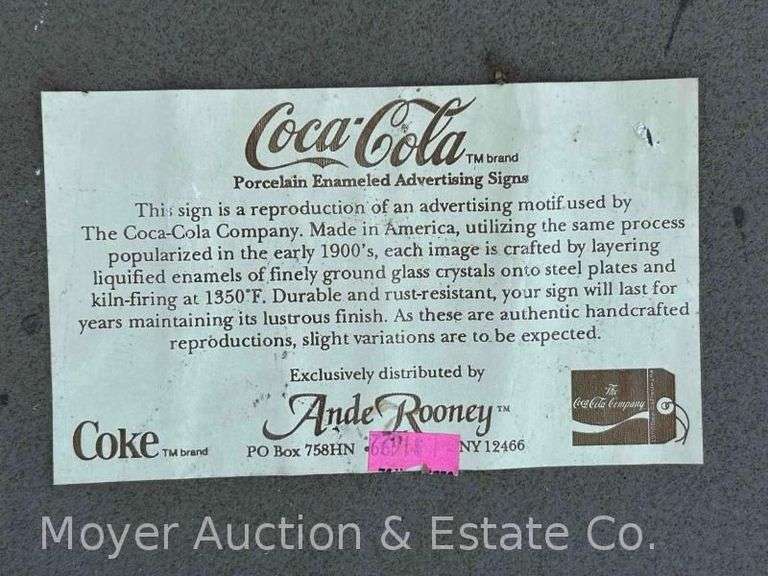 Coca-Cola TM brand
Porcelain Enameled Advertising Signs
This sign is a reproduction of an advertising motif used by
The Coca-Cola Company. Made in America, utilizing the same process
popularized in the early 1900's, each image is crafted by layering
liquified enamels of finely ground glass crystals onto steel plates and
kiln-firing at 1350°F. Durable and rust-resistant, your sign will last for
years maintaining its lustrous finish. As these are authentic handcrafted
reproductions, slight variations are to be expected.
Exclusively distributed by
Ande Rooney™
PO Box 758HN • NY 12466
Coke TM brand
The
Coca-Cola Company
Moyer Auction & Estate Co.